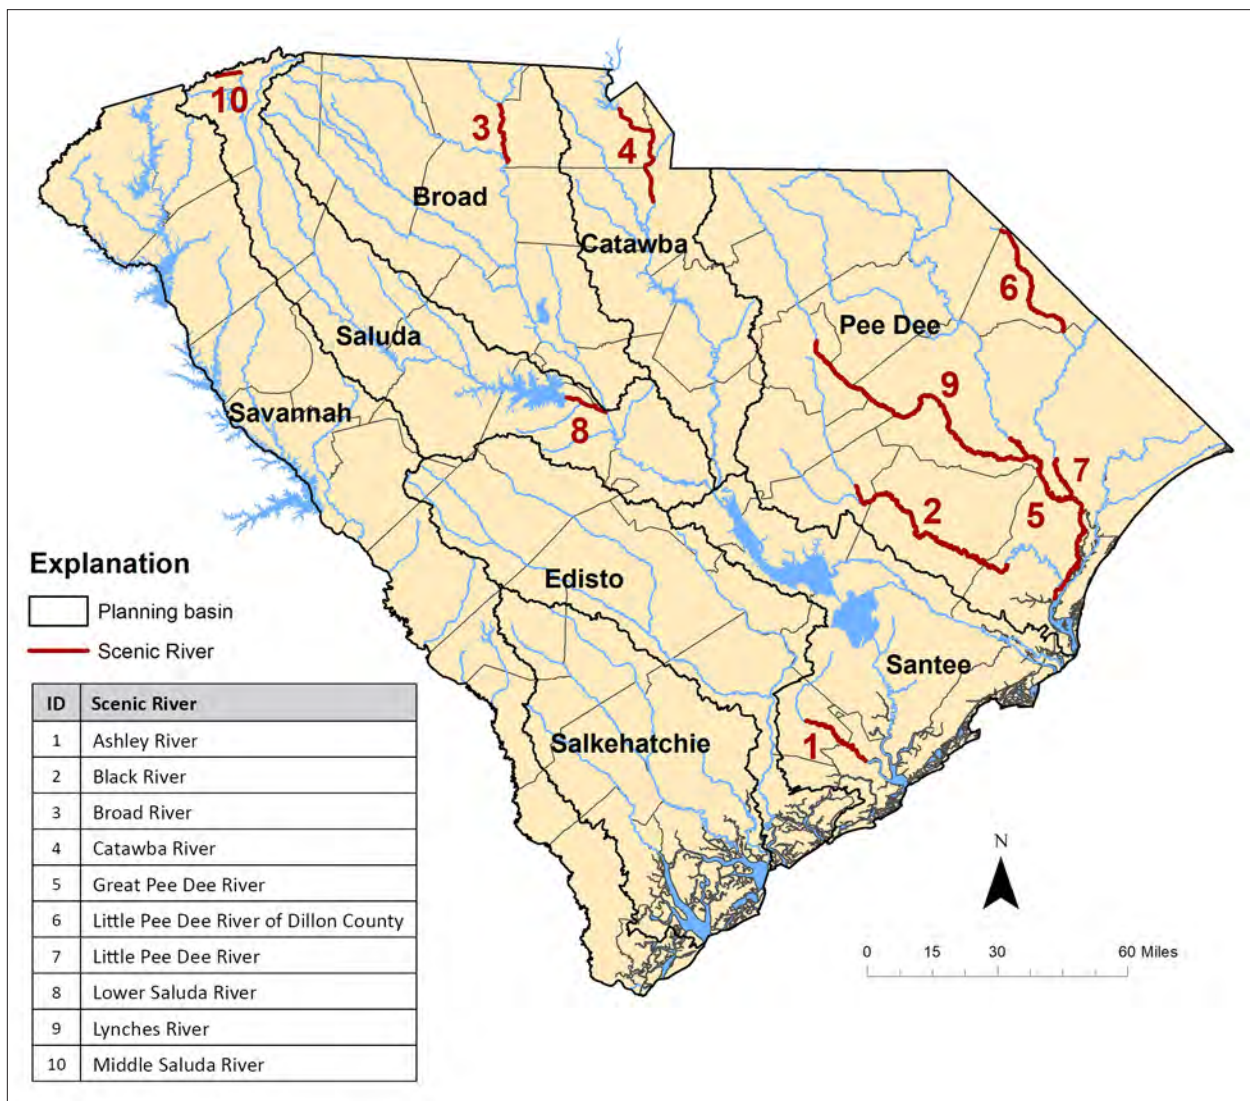 10
3
4
Broad
Catawba
6
Pee Dee
Saluda
9
Savannah
8
7
2
5
Edisto
Santee
Salkehatchie
1
Explanation
Planning basin
Scenic River
ID Scenic River
1 Ashley River
2 Black River
3 Broad River
4 Catawba River
5 Great Pee Dee River
6 Little Pee Dee River of Dillon County
7 Little Pee Dee River
8 Lower Saluda River
9 Lynches River
10 Middle Saluda River
N
0 15 30 60 Miles